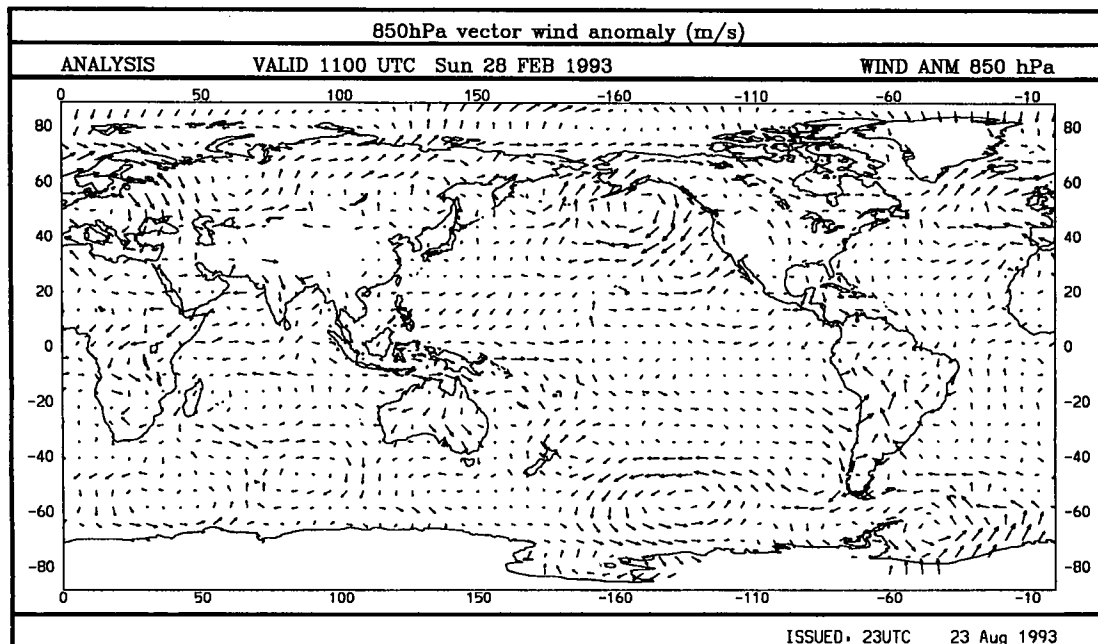 850hPa vector wind anomaly (m/s)
ANALYSIS VALID 1100 UTC Sun 28 FEB 1993 WIND ANM 850 hPa
0 50 100 150 -160 -110 -60 -10
80 80
60 60
40 40
20 20
0 0
-20 -20
-40 -40
-60 -60
-80 -80
0 50 100 150 -160 -110 -60 -10
ISSUED. 23UTC 23 Aug 1993